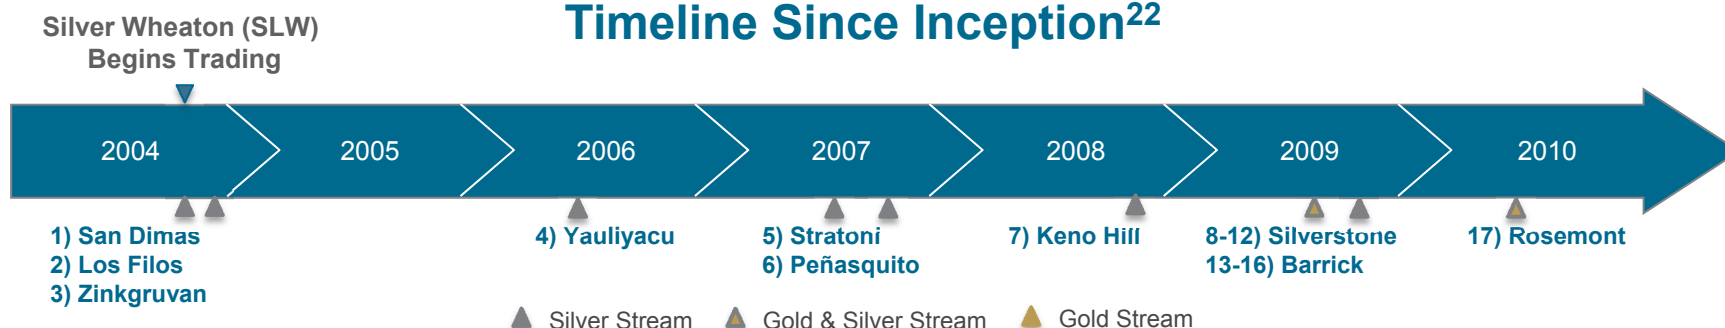 Timeline Since Inception22
Silver Wheaton (SLW)
Begins Trading
2004 2005 2006 2007 2008 2009 2010
1) San Dimas
2) Los Filos
3) Zinkgruvan
4) Yauliyacu
5) Stratoni
6) Peñasquito
7) Keno Hill
8-12) Silverstone
13-16) Barrick
17) Rosemont
Silver Stream Gold & Silver Stream Gold Stream